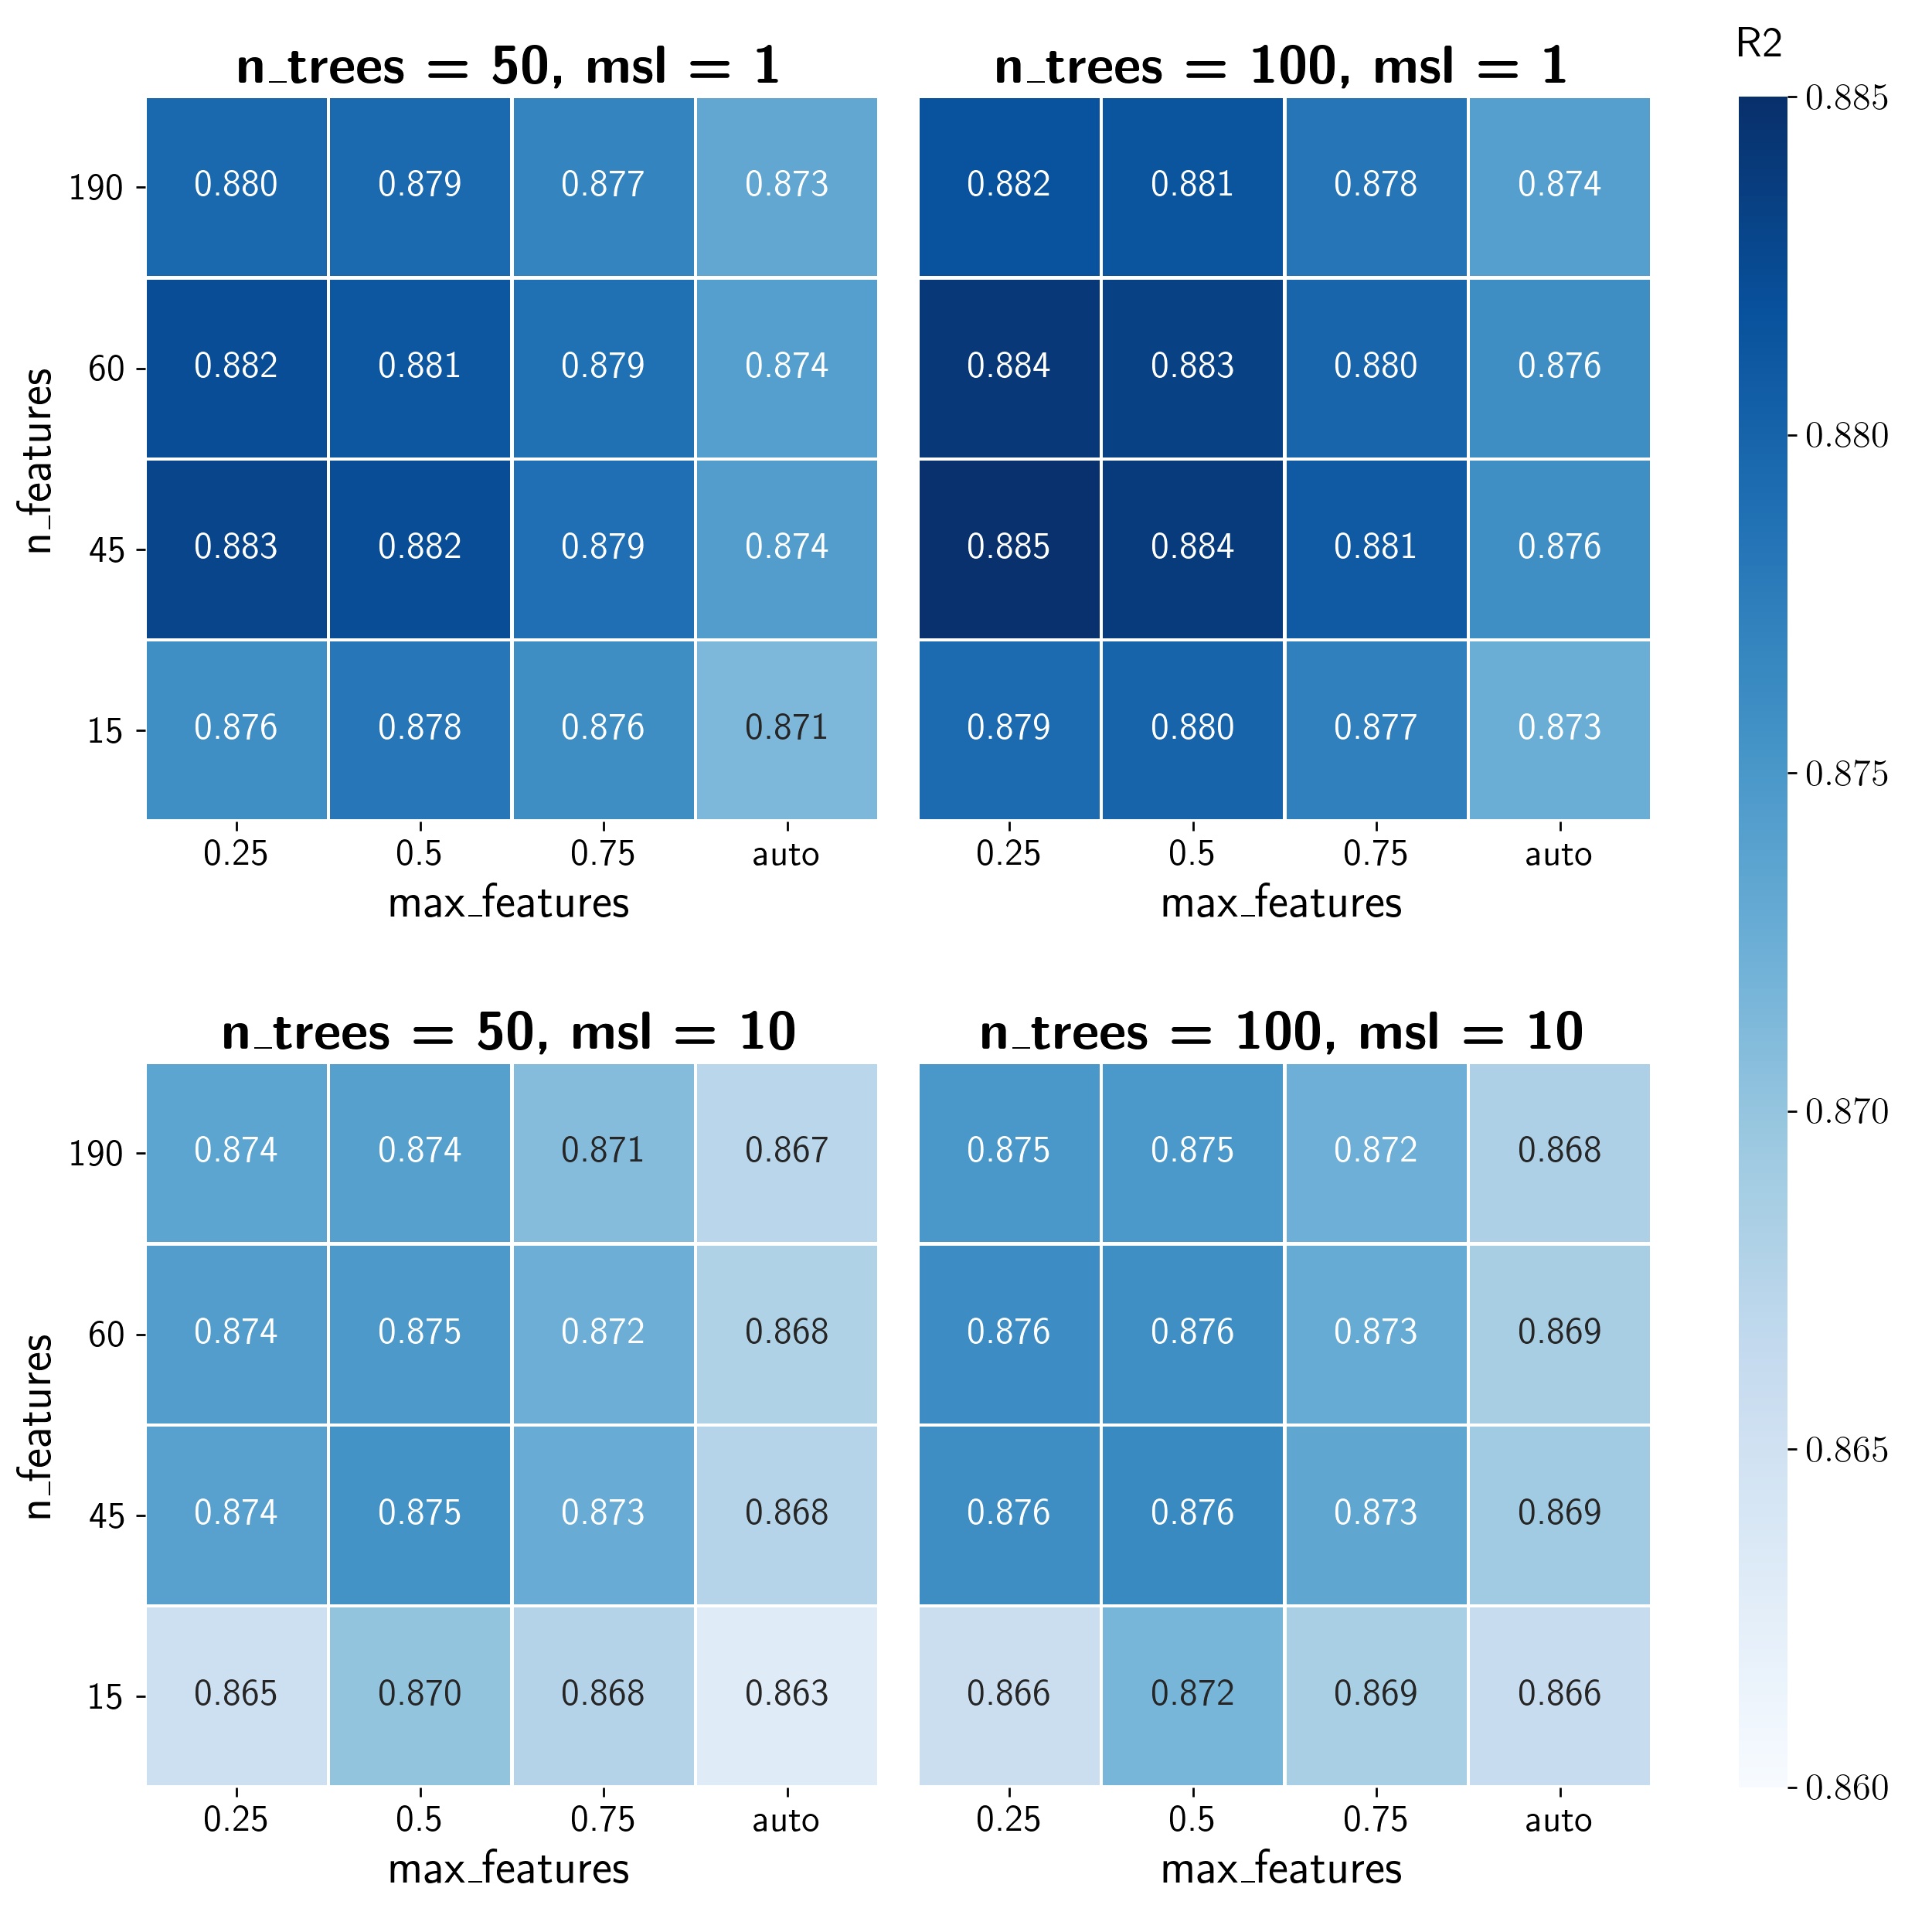 R2
n_trees = 50, msl = 1
n_trees = 100, msl = 1
n_features
190
0.880 0.879 0.877 0.873
0.882 0.881 0.878 0.874
60
0.882 0.881 0.879 0.874
0.884 0.883 0.880 0.876
45
0.883 0.882 0.879 0.874
0.885 0.884 0.881 0.876
15
0.876 0.878 0.876 0.871
0.879 0.880 0.877 0.873
0.25 0.5 0.75 auto
0.25 0.5 0.75 auto
max_features
max_features
n_trees = 50, msl = 10
n_trees = 100, msl = 10
n_features
190
0.874 0.874 0.871 0.867
0.875 0.875 0.872 0.868
60
0.874 0.875 0.872 0.868
0.876 0.876 0.873 0.869
45
0.874 0.875 0.873 0.868
0.876 0.876 0.873 0.869
15
0.865 0.870 0.868 0.863
0.866 0.872 0.869 0.866
0.25 0.5 0.75 auto
0.25 0.5 0.75 auto
max_features
max_features
0.885
0.880
0.875
0.870
0.865
0.860